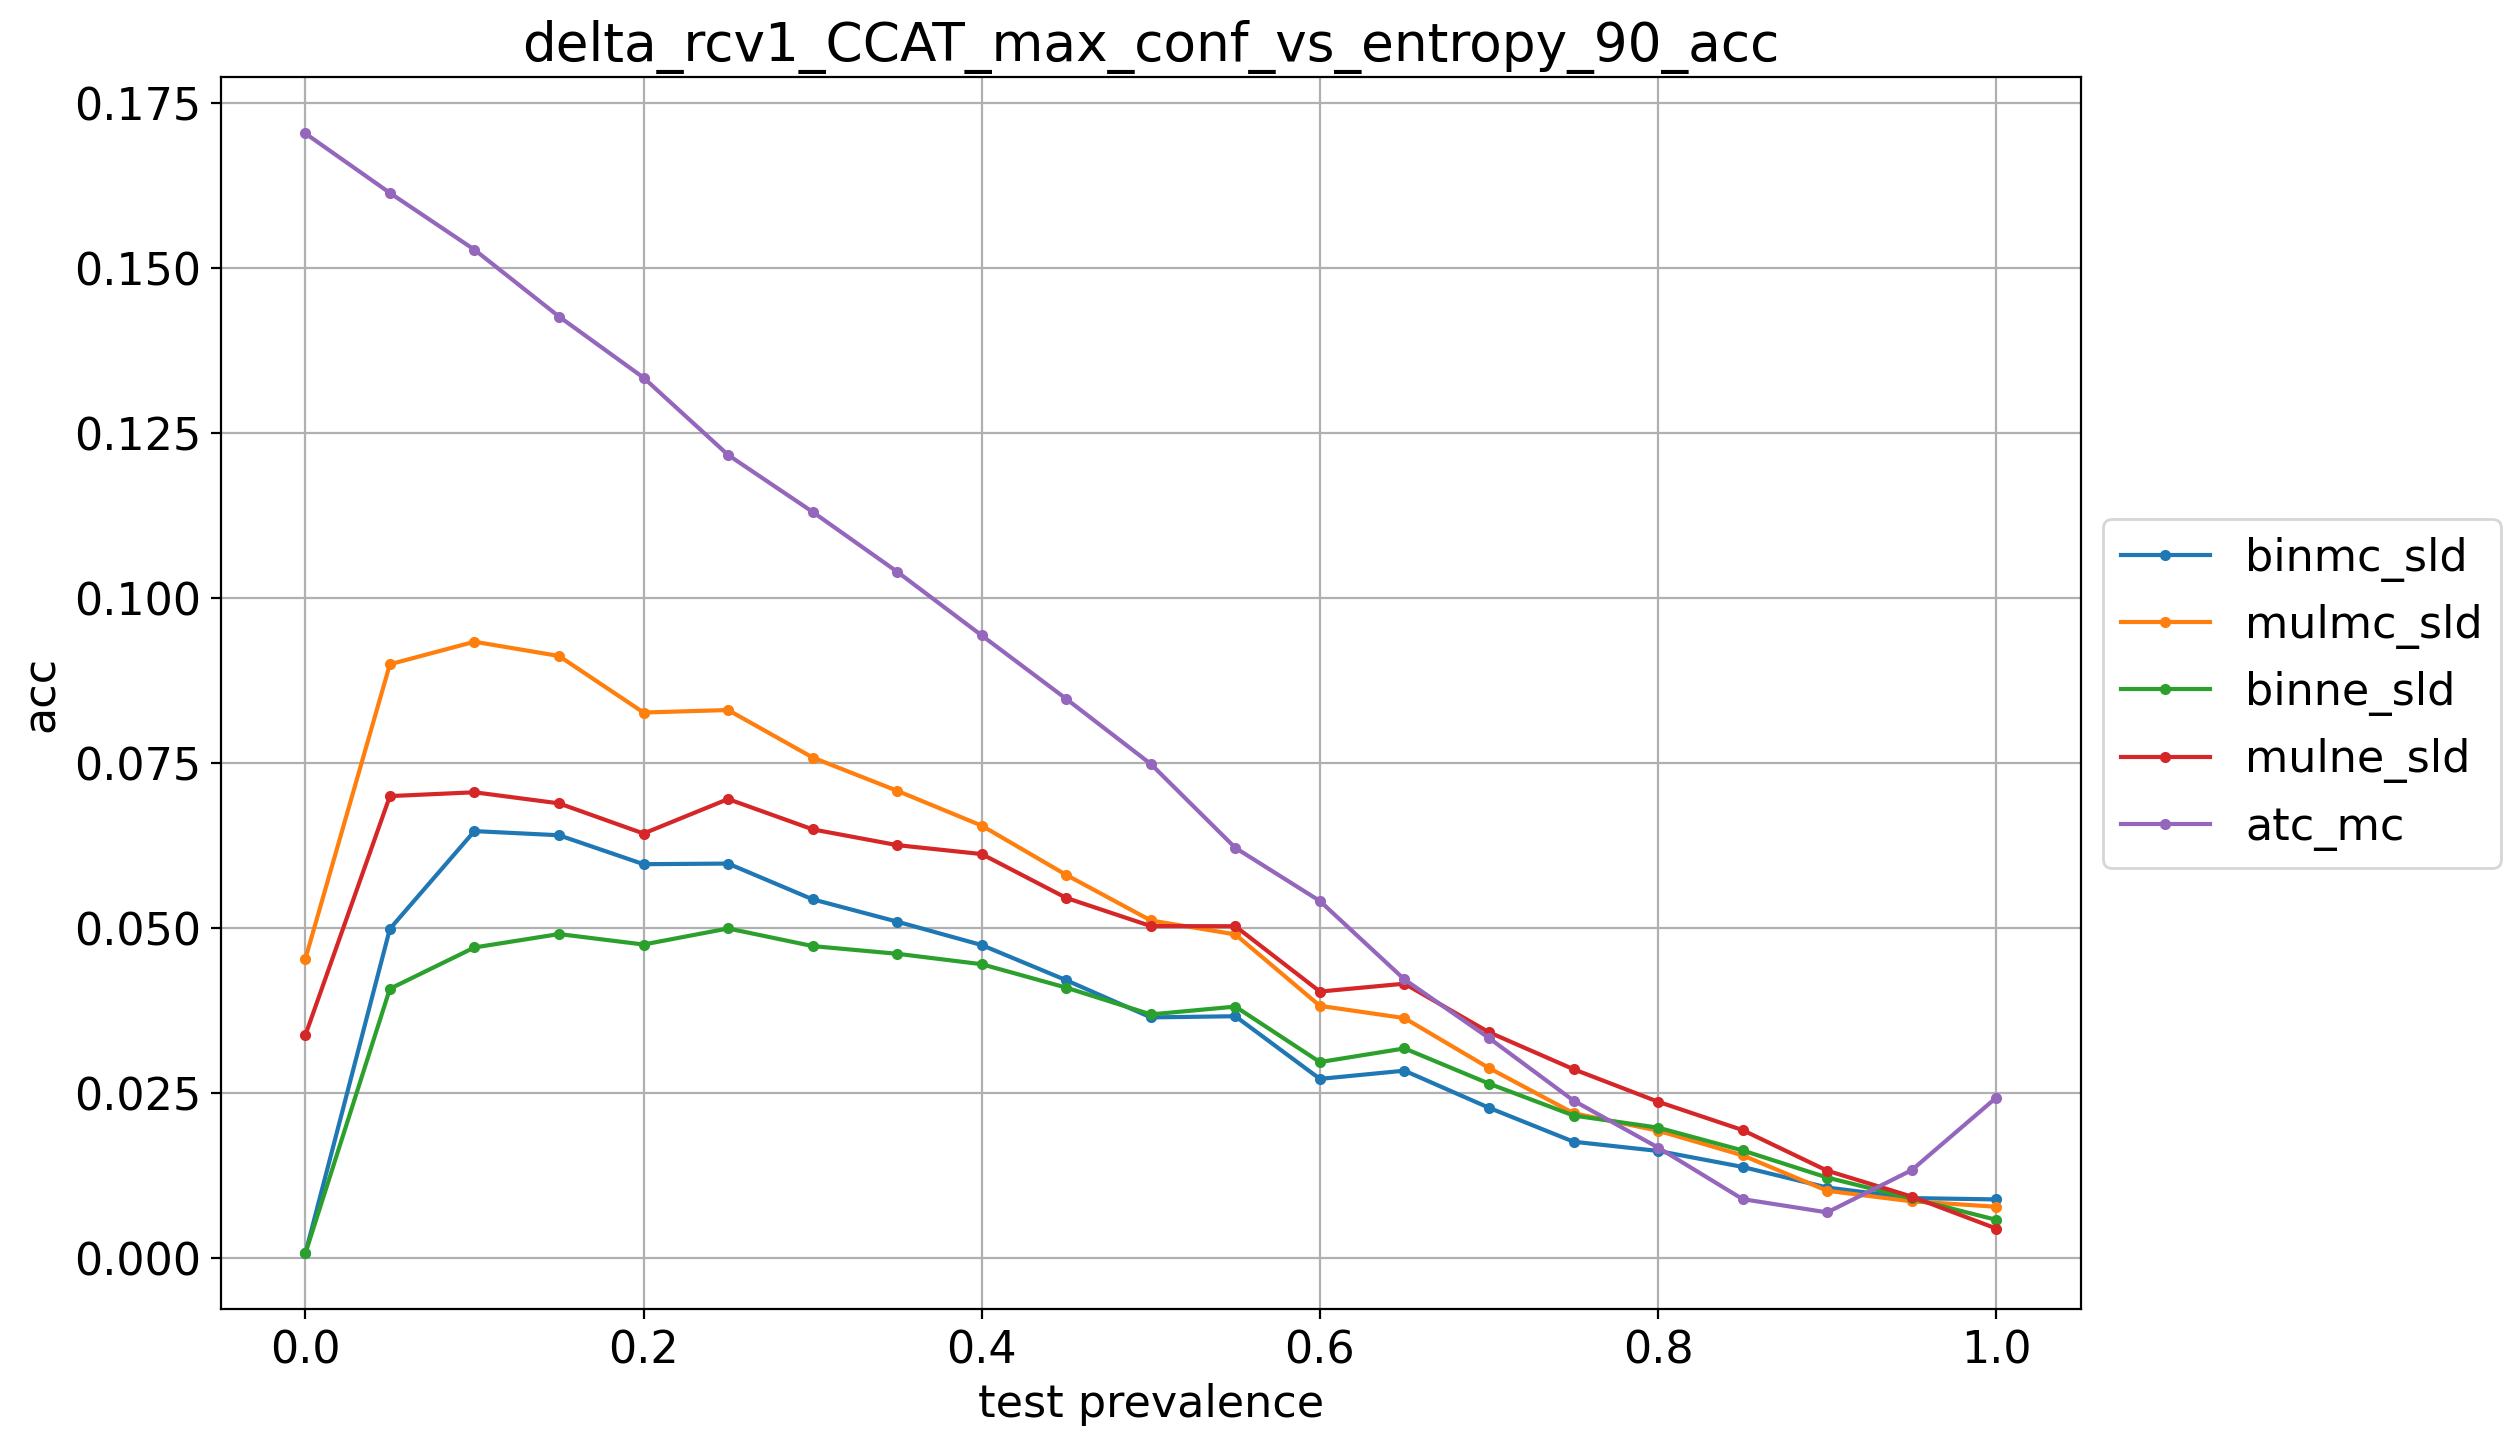 delta_rcv1_CCAT_max_conf_vs_entropy_90_acc
0.175
0.150
0.125
0.100
0.075
0.050
0.025
0.000
acc
0.0 0.2 0.4 0.6 0.8 1.0
test prevalence
binmc_sld
mulmc_sld
binne_sld
mulne_sld
atc_mc